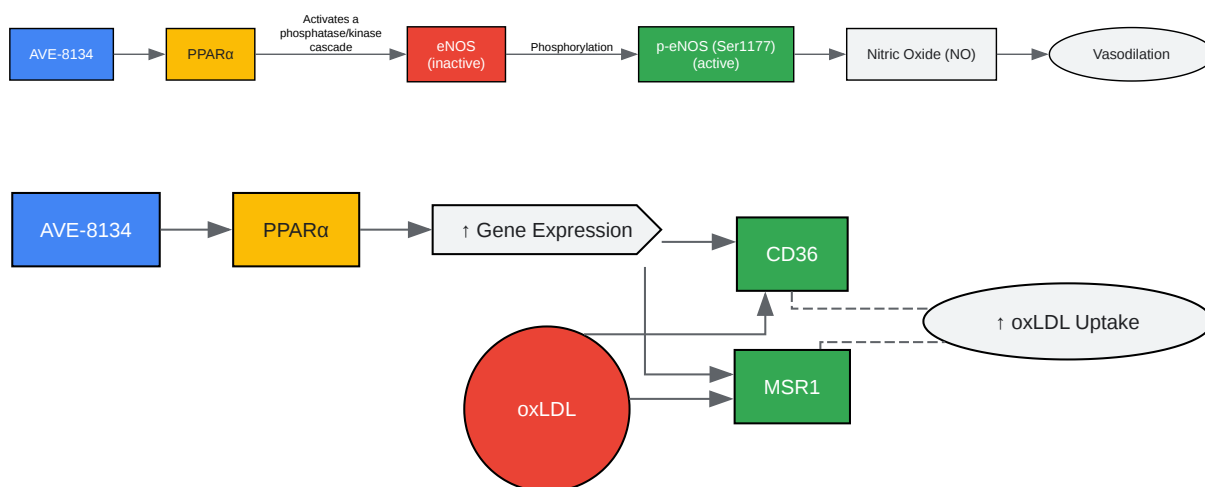 AVE-8134
PPARα
Activates a
phosphatase/kinase
cascade
eNOS
(inactive)
Phosphorylation
p-eNOS (Ser1177)
(active)
Nitric Oxide (NO)
Vasodilation
AVE-8134
PPARα
↑ Gene Expression
CD36
↑ oxLDL Uptake
MSR1
oxLDL